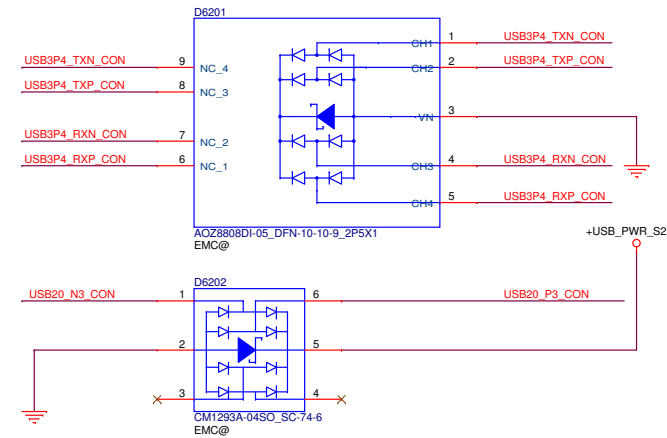 D6201
USB3P4_TXN_CON 9 NC_4 CH1 1 USB3P4_TXN_CON
USB3P4_TXP_CON 8 NC_3 CH2 2 USB3P4_TXP_CON
VN 3
USB3P4_RXN_CON 7 NC_2 CH3 4 USB3P4_RXN_CON
USB3P4_RXP_CON 6 NC_1 CH4 5 USB3P4_RXP_CON
AOZ8808DI-05_DFN-10-10-9_2P5X1
EMC@
+USB_PWR_S2
D6202
USB20_N3_CON 1 6 USB20_P3_CON
2 5
3 4
CM1293A-04SO_SC-74-6
EMC@